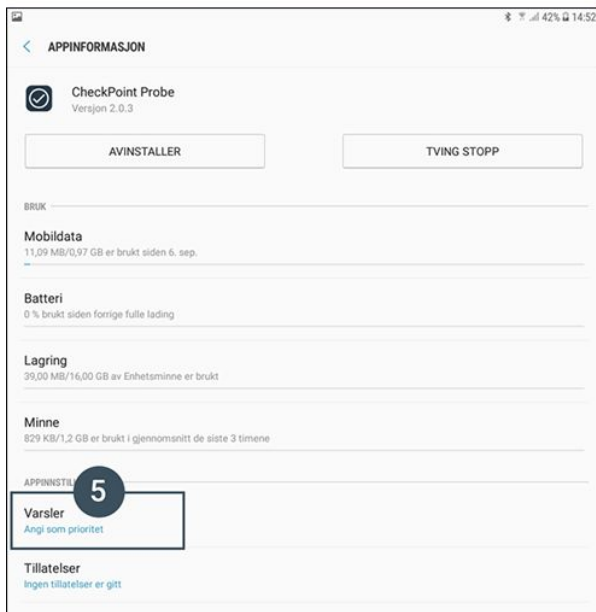 42% 14:52
APPINFORMASJON
CheckPoint Probe
Versjon 2.0.3
AVINSTALLER
TVING STOPP
BRUK
Mobildata
11,09 MB/0,97 GB er brukt siden 6. sep.
Batteri
0 % brukt siden forrige fulle lading
Lagring
39,00 MB/16,00 GB av Enhetsminne er brukt
Minne
829 KB/1,2 GB er brukt i gjennomsnitt de siste 3 timene
5
Varsler
Angi som prioritet
Tillatelser
Ingen tillatelser er gitt